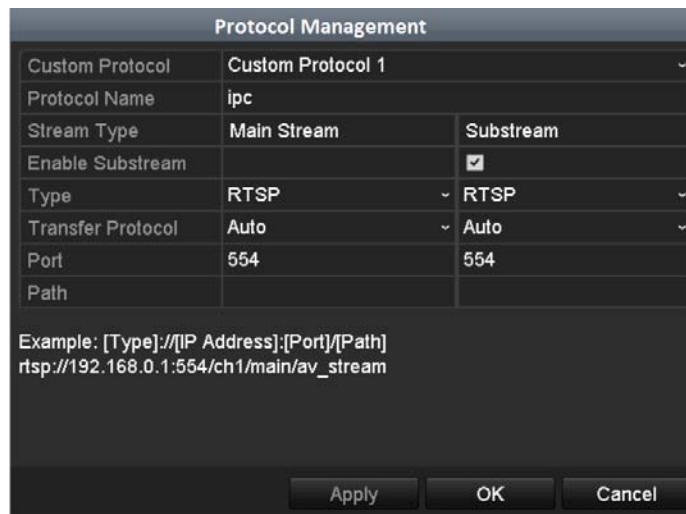 Protocol Management
Custom Protocol Custom Protocol 1
Protocol Name ipc
Stream Type Main Stream Substream
Enable Substream
Type RTSP RTSP
Transfer Protocol Auto Auto
Port 554 554
Path
Example: [Type]://[IP Address]:[Port]/[Path]
rtsp://192.168.0.1:554/ch1/main/av_stream
Apply OK Cancel